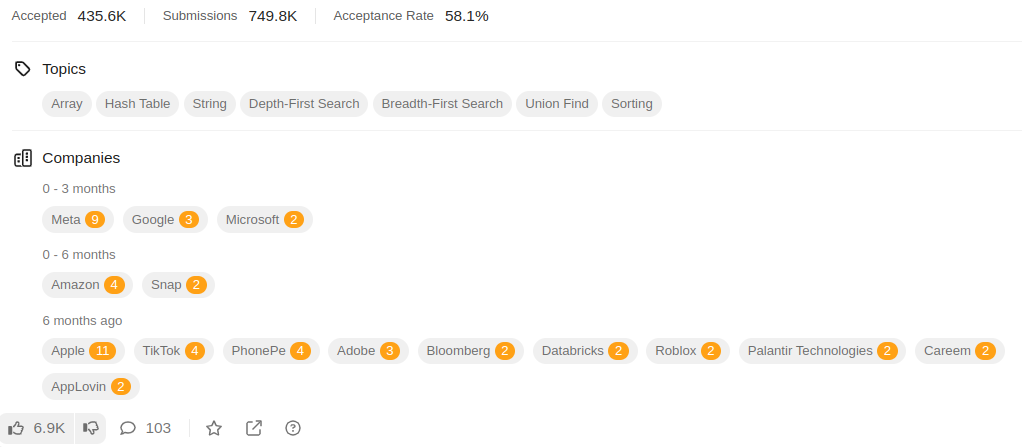 Accepted 435.6K Submissions 749.8K Acceptance Rate 58.1%
Topics
Array Hash Table String Depth-First Search Breadth-First Search Union Find Sorting
Companies
0 - 3 months
Meta 9 Google 3 Microsoft 2
0 - 6 months
Amazon 4 Snap 2
6 months ago
Apple 11 TikTok 4 PhonePe 4 Adobe 3 Bloomberg 2 Databricks 2 Roblox 2 Palantir Technologies 2 Careem 2
AppLovin 2
6.9K 103